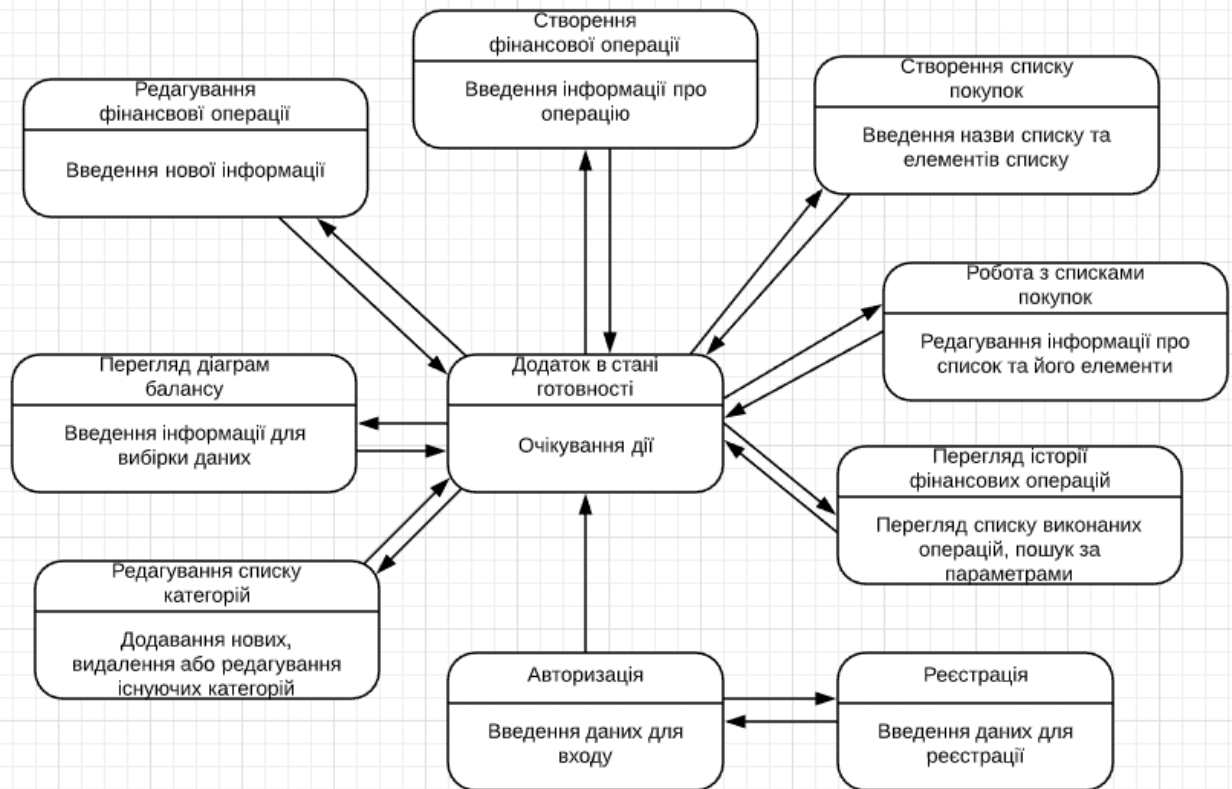 Створення
фінансової операції
Введення інформації про
операцію
Створення списку
покупок
Введення назви списку та
елементів списку
Редагування
фінансвої операції
Введення нової інформації
Робота з списками
покупок
Редагування інформації про
список та його елементи
Перегляд діаграм
балансу
Введення інформації для
вибірки даних
Додаток в стані
готовності
Очікування дії
Перегляд історії
фінансових операцій
Перегляд списку виконаних
операцій, пошук за
параметрами
Редагування списку
категорій
Додавання нових,
видалення або редагування
існуючих категорій
Авторизація
Введення даних для
входу
Реєстрація
Введення даних для
реєстрації